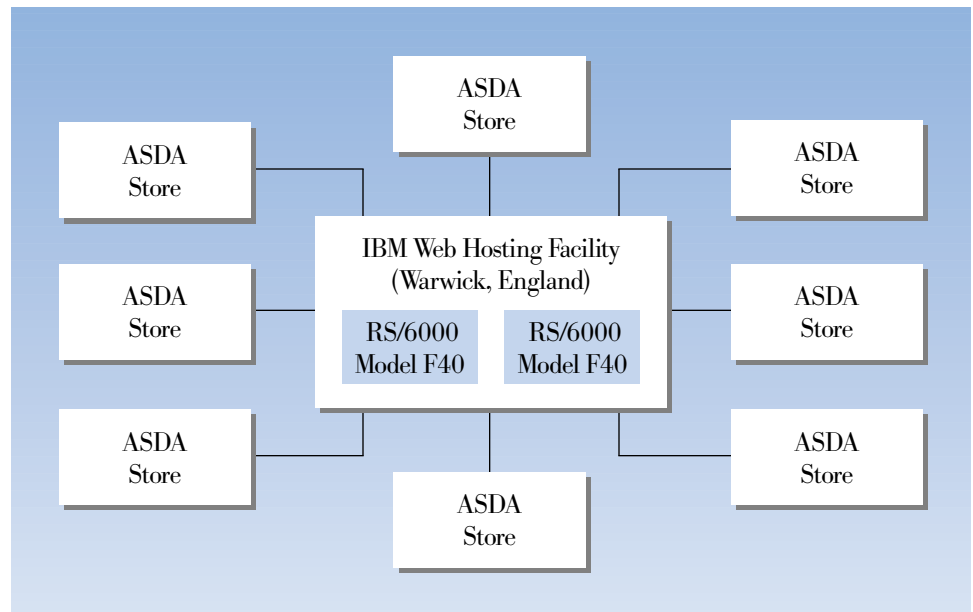 ASDA
Store
ASDA
Store
ASDA
Store
IBM Web Hosting Facility
(Warwick, England)
RS/6000
Model F40
RS/6000
Model F40
ASDA
Store
ASDA
Store
ASDA
Store
ASDA
Store
ASDA
Store